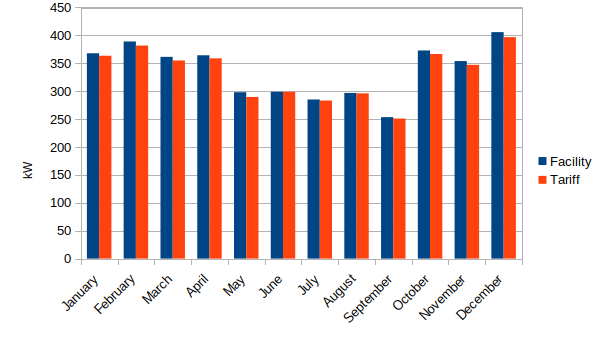 450
400
350
300
250
200
150
100
50
0
kW
January
February
March
April
May
June
July
August
September
October
November
December
Facility
Tariff